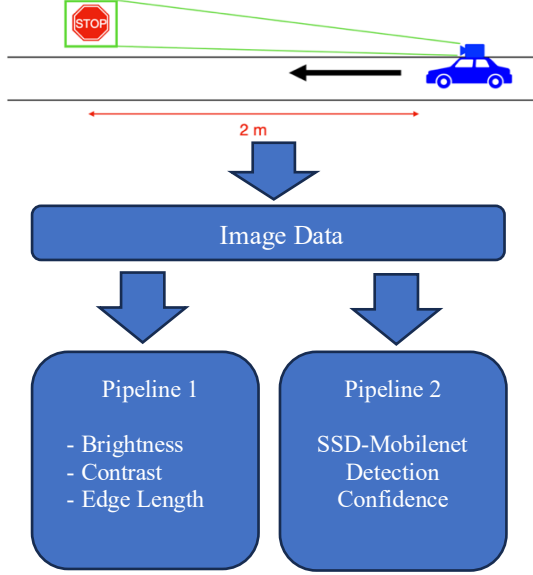 STOP
2 m
Image Data
Pipeline 1
- Brightness
- Contrast
- Edge Length
Pipeline 2
SSD-Mobilenet
Detection
Confidence